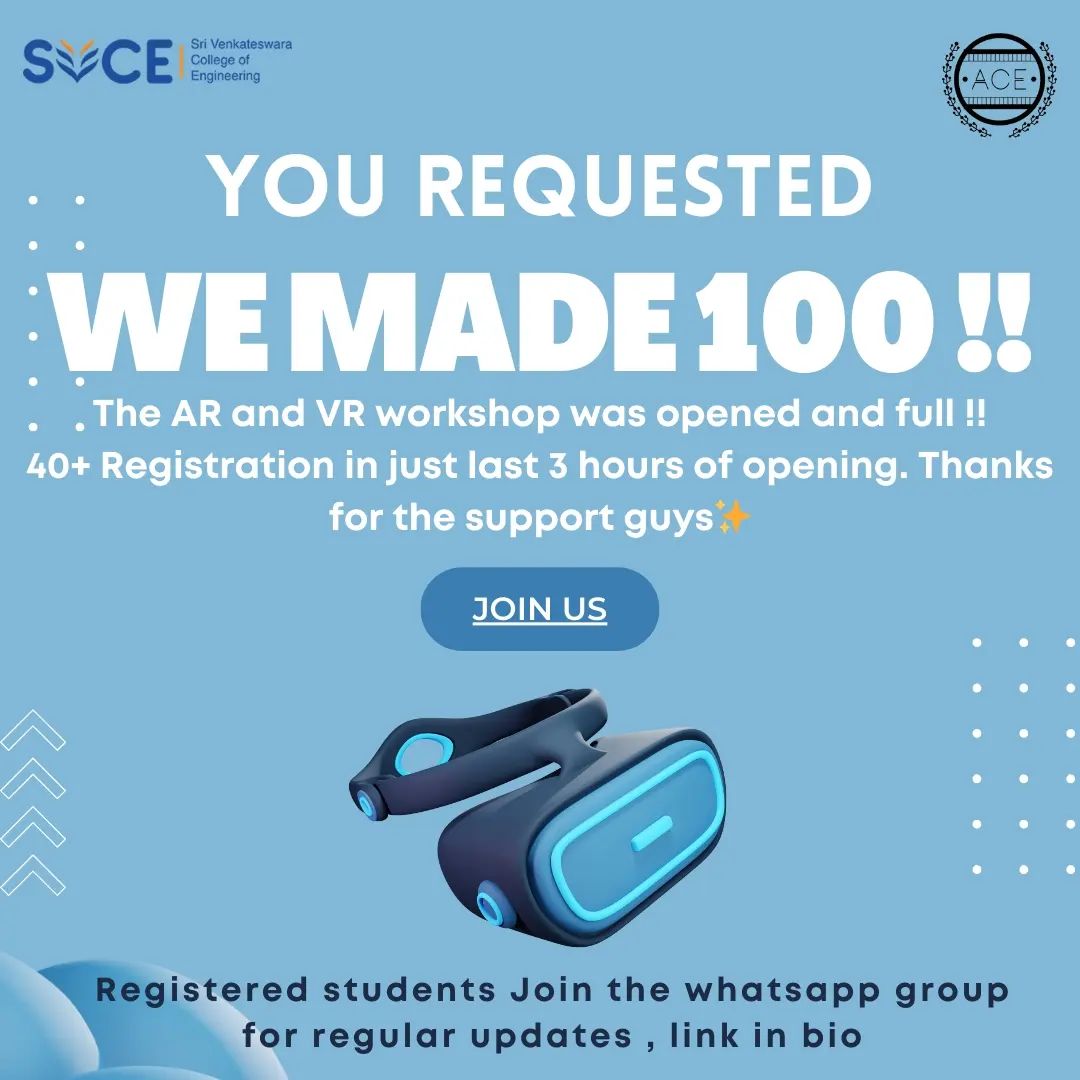 SVCE
Sri Venkateswara
College of
Engineering
· ACE ·
YOU REQUESTED
WE MADE 100 !!
The AR and VR workshop was opened and full !!
40+ Registration in just last 3 hours of opening. Thanks
for the support guys✨
JOIN US
Registered students Join the whatsapp group
for regular updates , link in bio